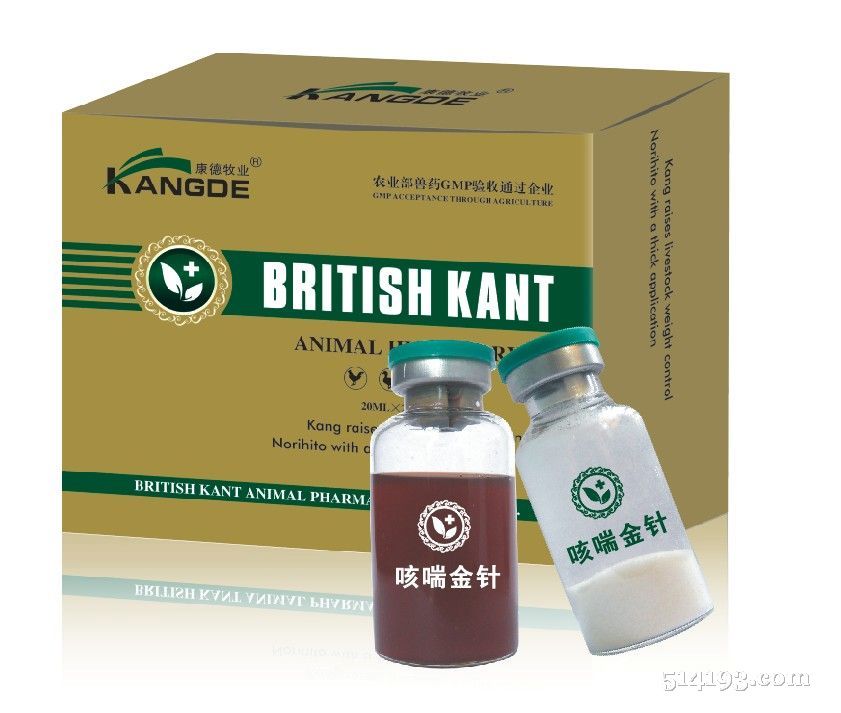 KANGDE
康德牧业
®
康德牧业®
KANGDE
农业部兽药GMP验收通过企业
GMP ACCEPTANCE THROUGH AGRICULTURE
BRITISH KANT
ANIMAL
20ML×
Kang raises
Norihito with a
BRITISH KANT ANIMAL PHARMA
Kang raises livestock weight control
Norihito with a thick application
咳喘金针
咳喘金针
BRITISH KANT ANIMAL PHARMA
Norihito with
514193.com